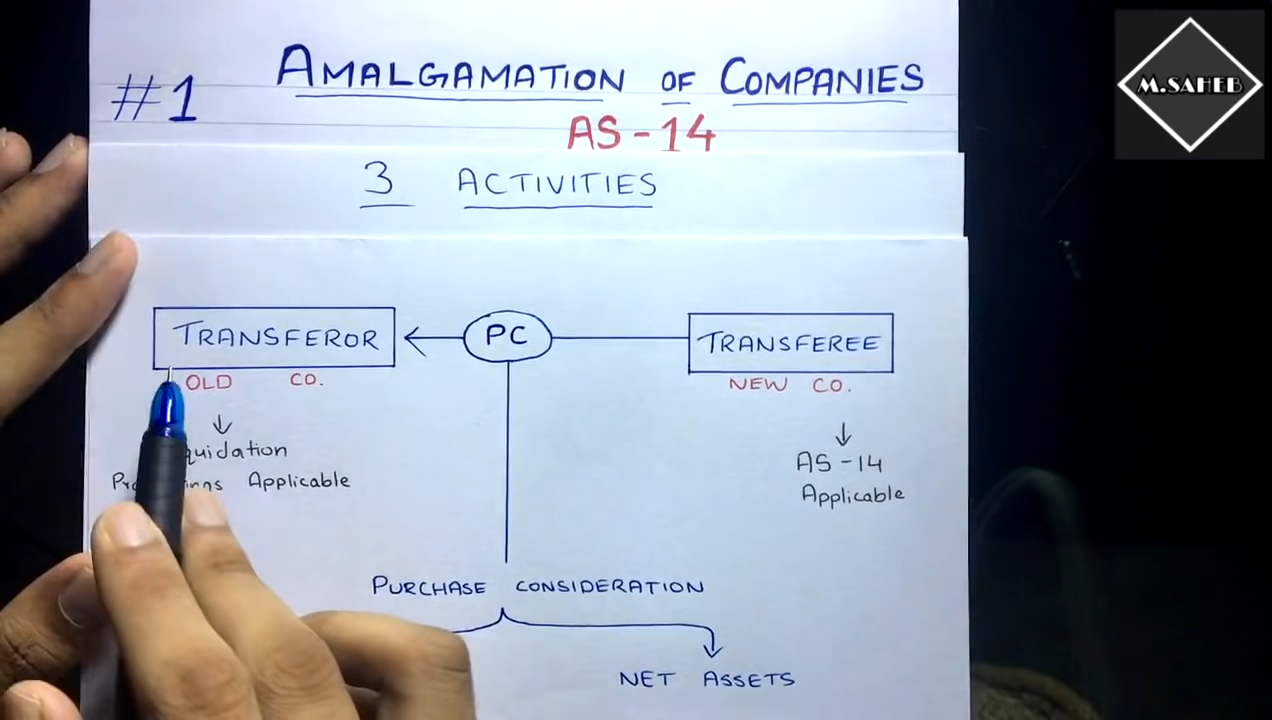 #1 AMALGAMATION OF COMPANIES
AS-14
M.SAHEB
3 ACTIVITIES
TRANSFEROR
PC
TRANSFEREE
OLD CO.
NEW CO.
Applicable
AS-14
Applicable
PURCHASE CONSIDERATION
NET ASSETS